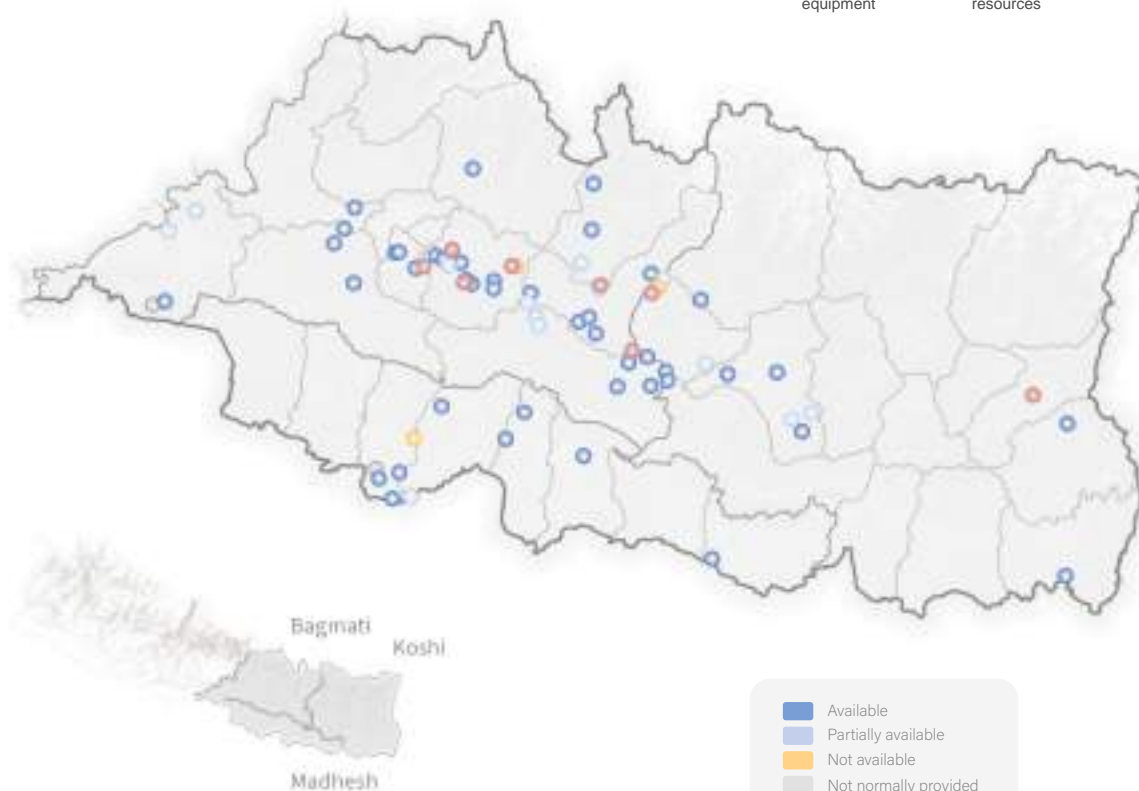 equipment
resources
Bagmati
Koshi
Madhesh
Available
Partially available
Not available
Not normally provided